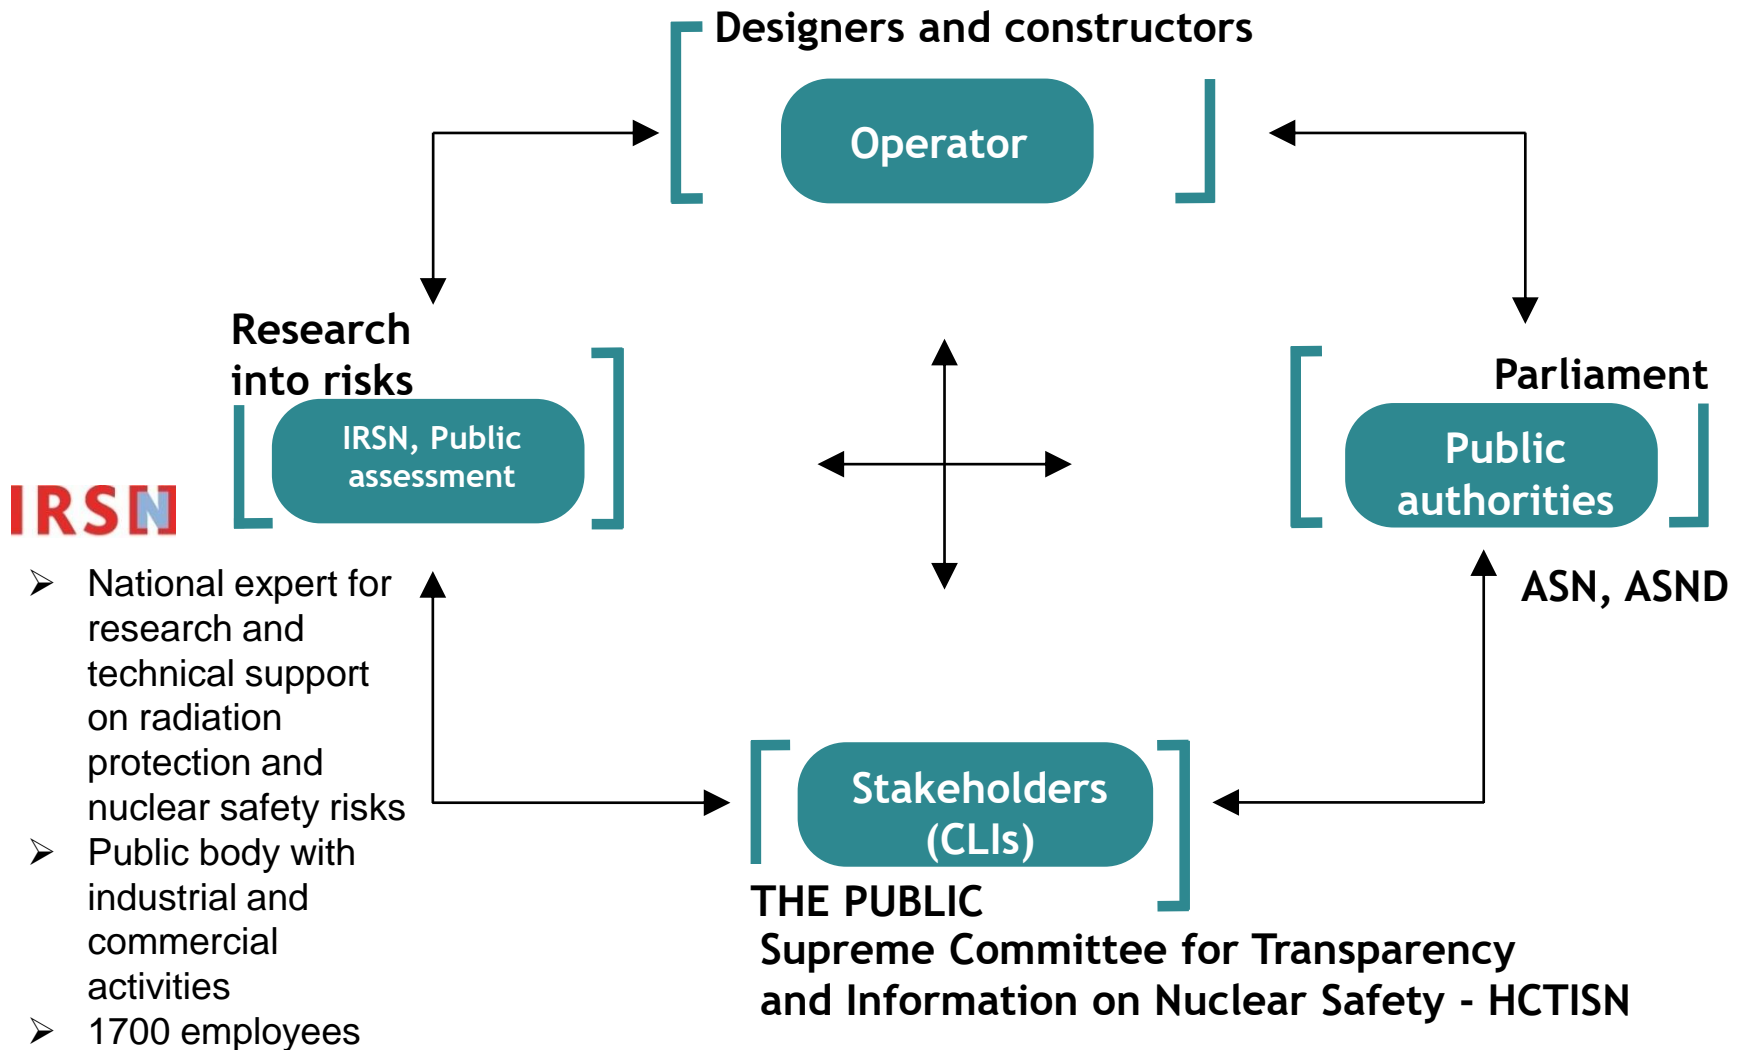 Designers and constructors
Operator
Research
into risks
IRSN, Public
assessment
Parliament
Public
authorities
ASN, ASND
IRSN
➢ National expert for
research and
technical support
on radiation
protection and
nuclear safety risks
➢ Public body with
industrial and
commercial
activities
➢ 1700 employees
Stakeholders
(CLIs)
THE PUBLIC
Supreme Committee for Transparency
and Information on Nuclear Safety - HCTISN